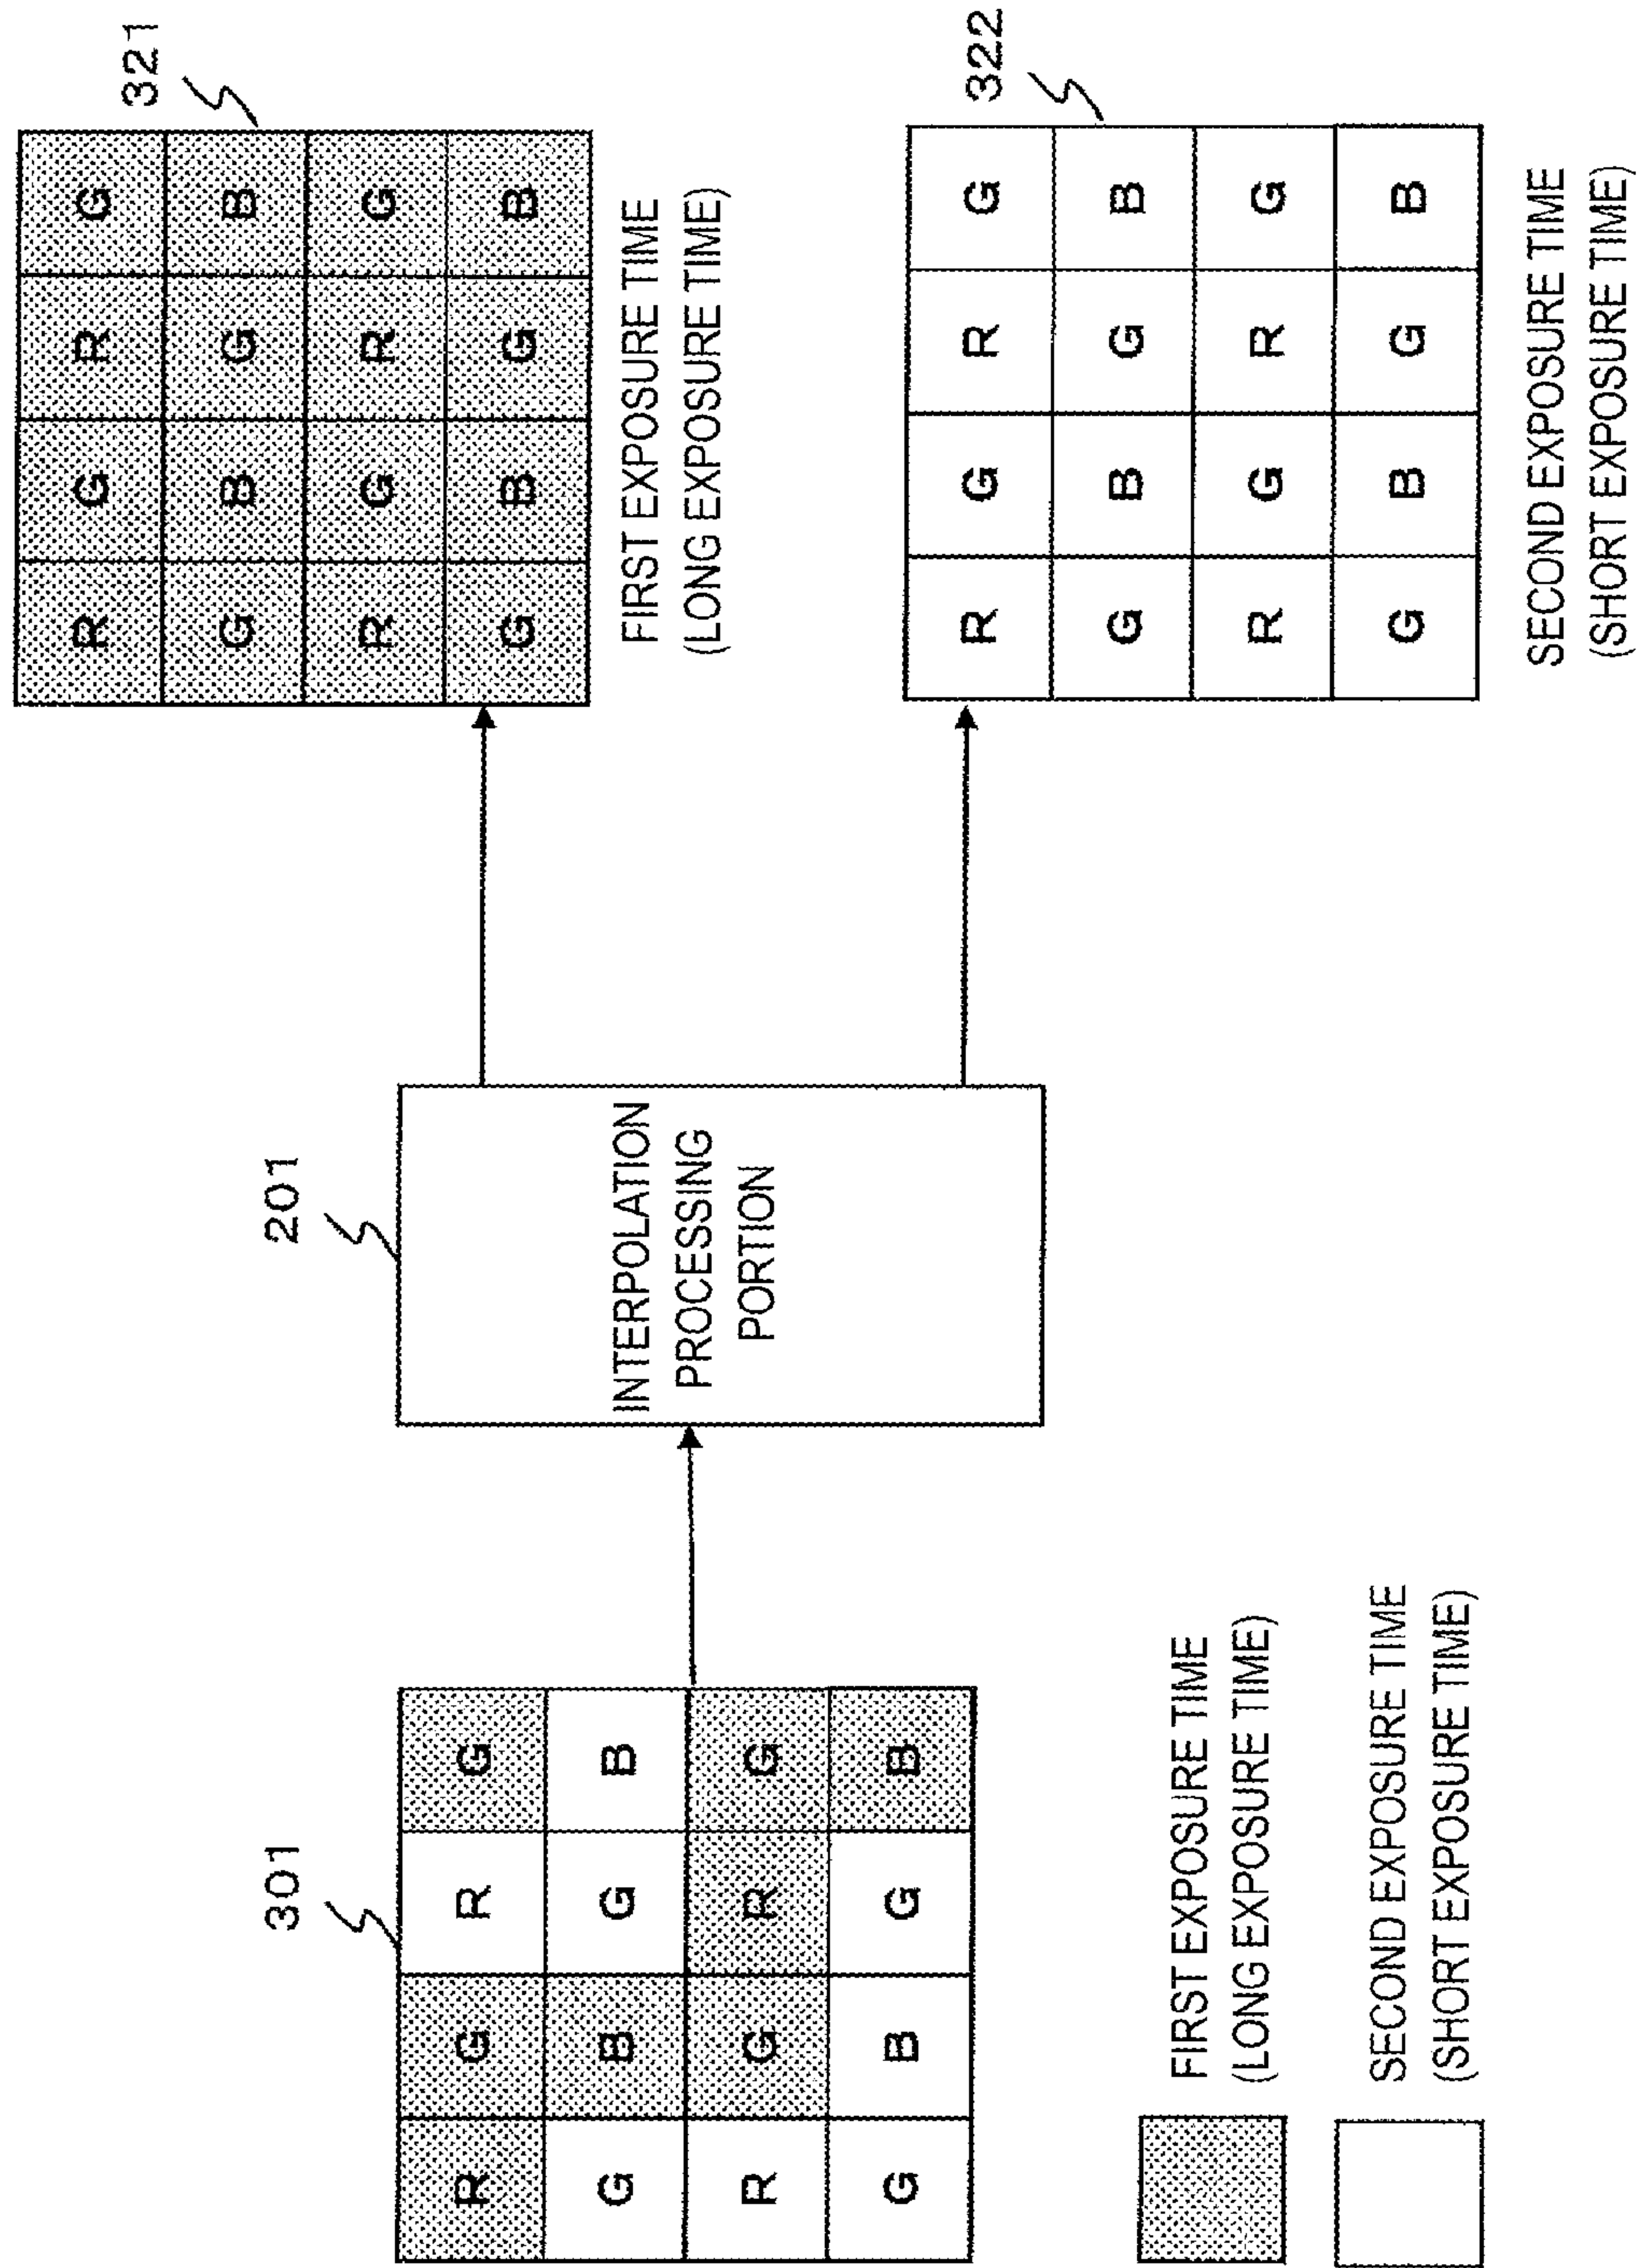 301
R G R G
G B G B
R G R G
G B G B
FIRST EXPOSURE TIME
(LONG EXPOSURE TIME)
SECOND EXPOSURE TIME
(SHORT EXPOSURE TIME)
201
INTERPOLATION
PROCESSING
PORTION
321
R G R G
G B G B
R G R G
G B G B
FIRST EXPOSURE TIME
(LONG EXPOSURE TIME)
322
R G R G
G B G B
R G R G
G B G B
SECOND EXPOSURE TIME
(SHORT EXPOSURE TIME)